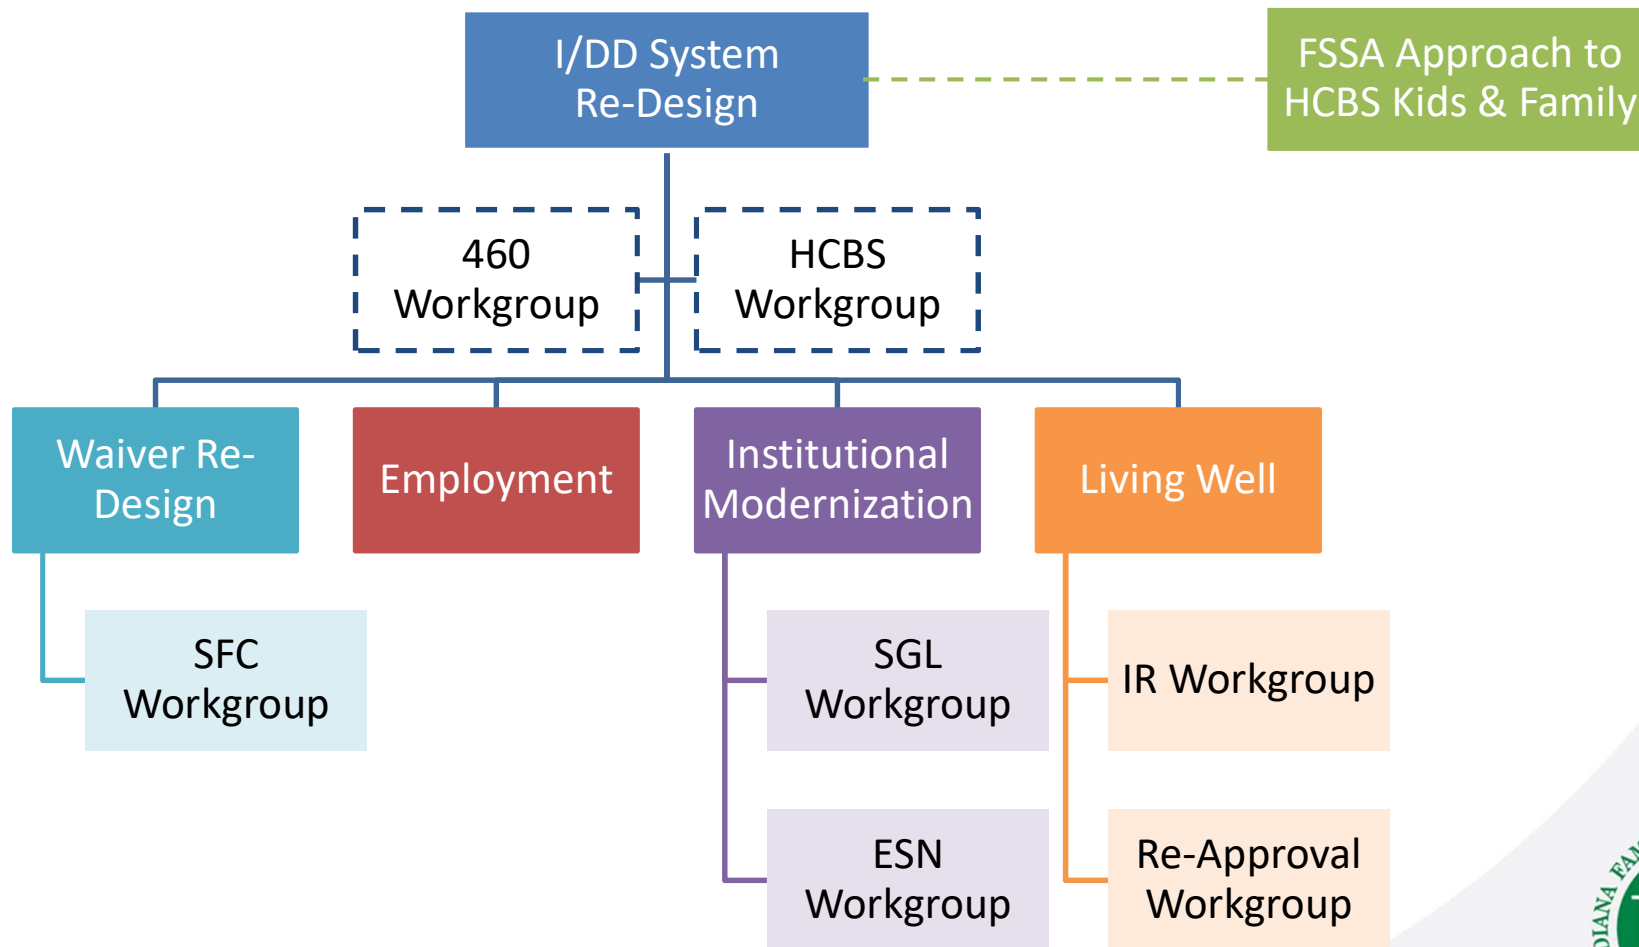 I/DD System
Re-Design
FSSA Approach to
HCBS Kids & Family
460
Workgroup
HCBS
Workgroup
Waiver Re-
Design
Employment
Institutional
Modernization
Living Well
SFC
Workgroup
SGL
Workgroup
IR Workgroup
ESN
Workgroup
Re-Approval
Workgroup